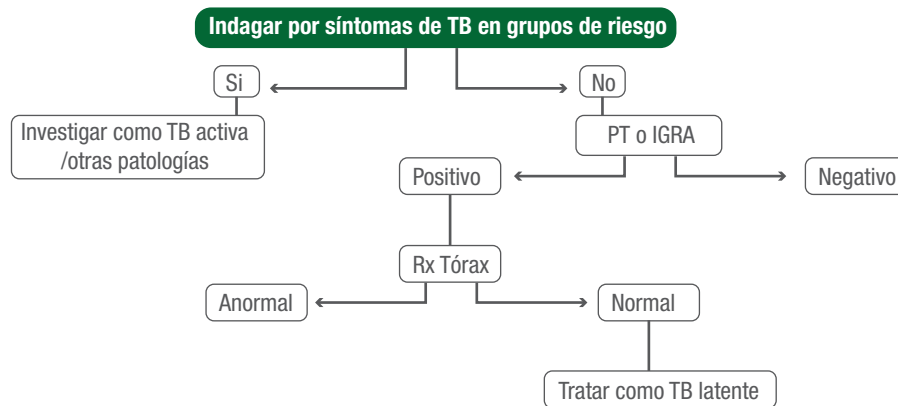 Indagar por síntomas de TB en grupos de riesgo
Si
No
Investigar como TB activa
/otras patologías
PT o IGRA
Positivo
Negativo
Rx Tórax
Anormal
Normal
Tratar como TB latente